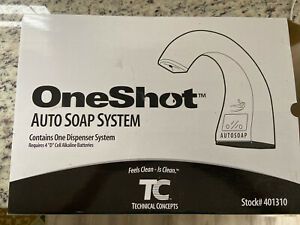 OneShot™
AUTO SOAP SYSTEM
Contains One Dispenser System
Requires 4 "D" Cell Alkaline Batteries
AUTOSOAP
Feels Clean - Is Clean.™
TC
TECHNICAL CONCEPTS
Stock# 401310